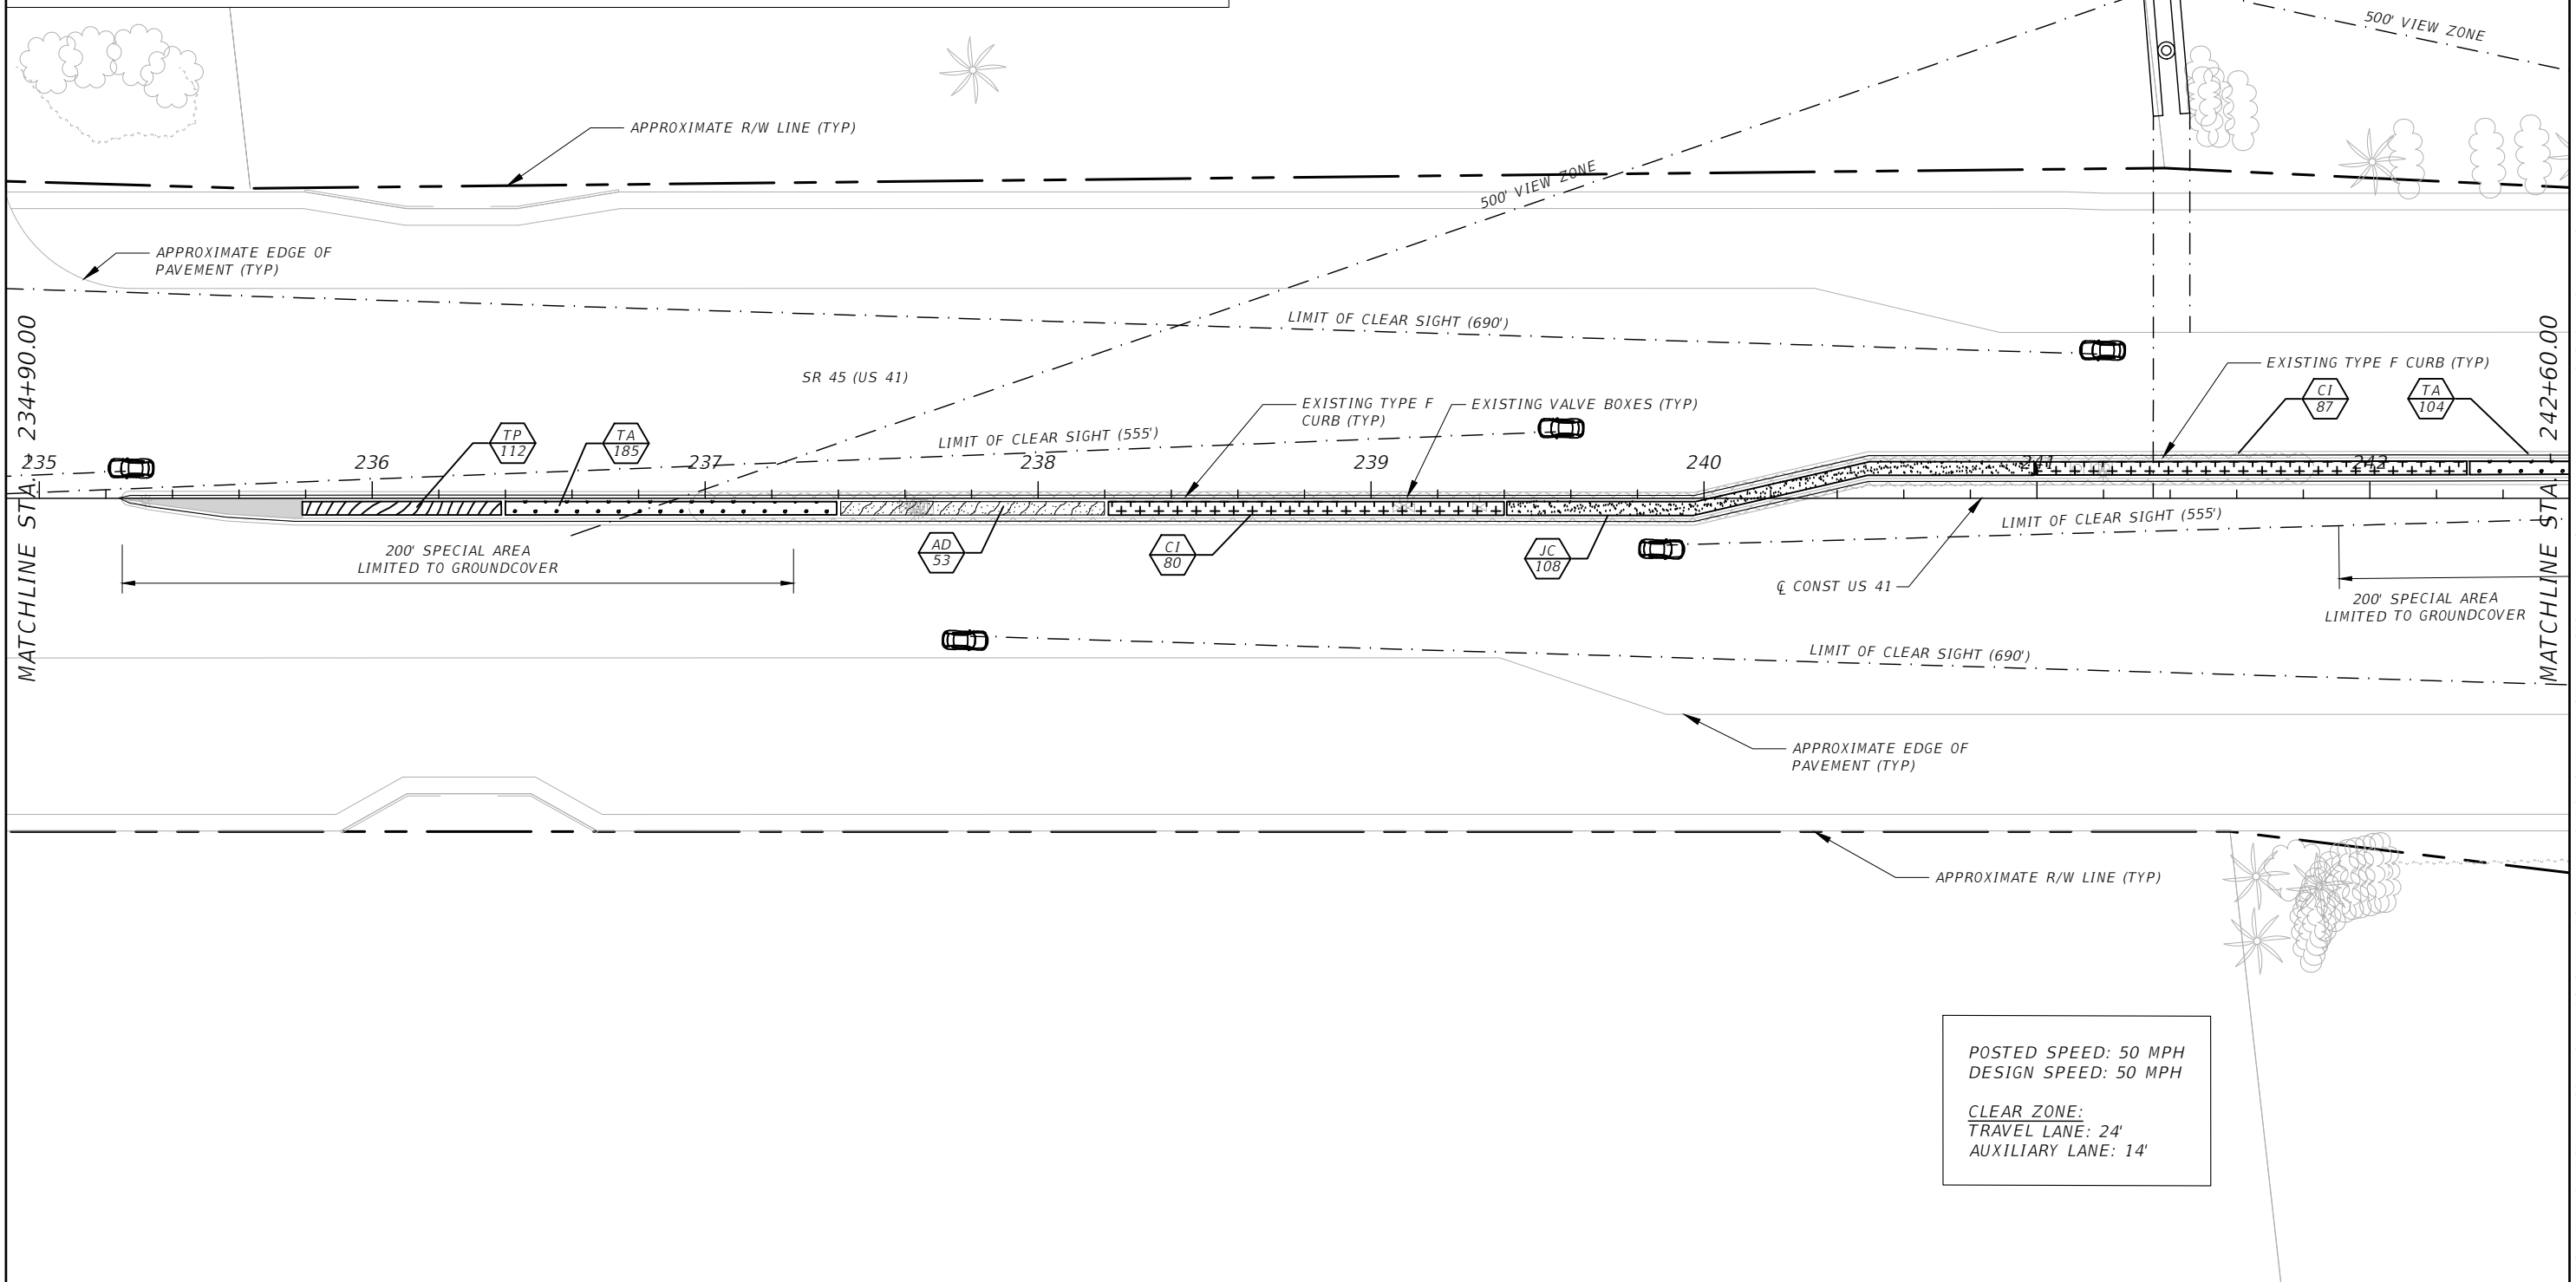 500' VIEW ZONE
APPROXIMATE R/W LINE (TYP)
500' VIEW ZONE
APPROXIMATE EDGE OF
PAVEMENT (TYP)
LIMIT OF CLEAR SIGHT (690')
SR 45 (US 41)
EXISTING TYPE F CURB (TYP)
CI
87
TA
104
EXISTING TYPE F
CURB (TYP)
EXISTING VALVE BOXES (TYP)
LIMIT OF CLEAR SIGHT (555')
TP
112
TA
185
235
236
237
238
239
240
241
242
MATCHLINE STA. 234+90.00
MATCHLINE STA. 242+60.00
LIMIT OF CLEAR SIGHT (555')
200' SPECIAL AREA
LIMITED TO GROUNDCOVER
AD
53
CI
80
JC
108
℄ CONST US 41
200' SPECIAL AREA
LIMITED TO GROUNDCOVER
LIMIT OF CLEAR SIGHT (690')
APPROXIMATE EDGE OF
PAVEMENT (TYP)
APPROXIMATE R/W LINE (TYP)
POSTED SPEED: 50 MPH
DESIGN SPEED: 50 MPH
CLEAR ZONE:
TRAVEL LANE: 24'
AUXILIARY LANE: 14'